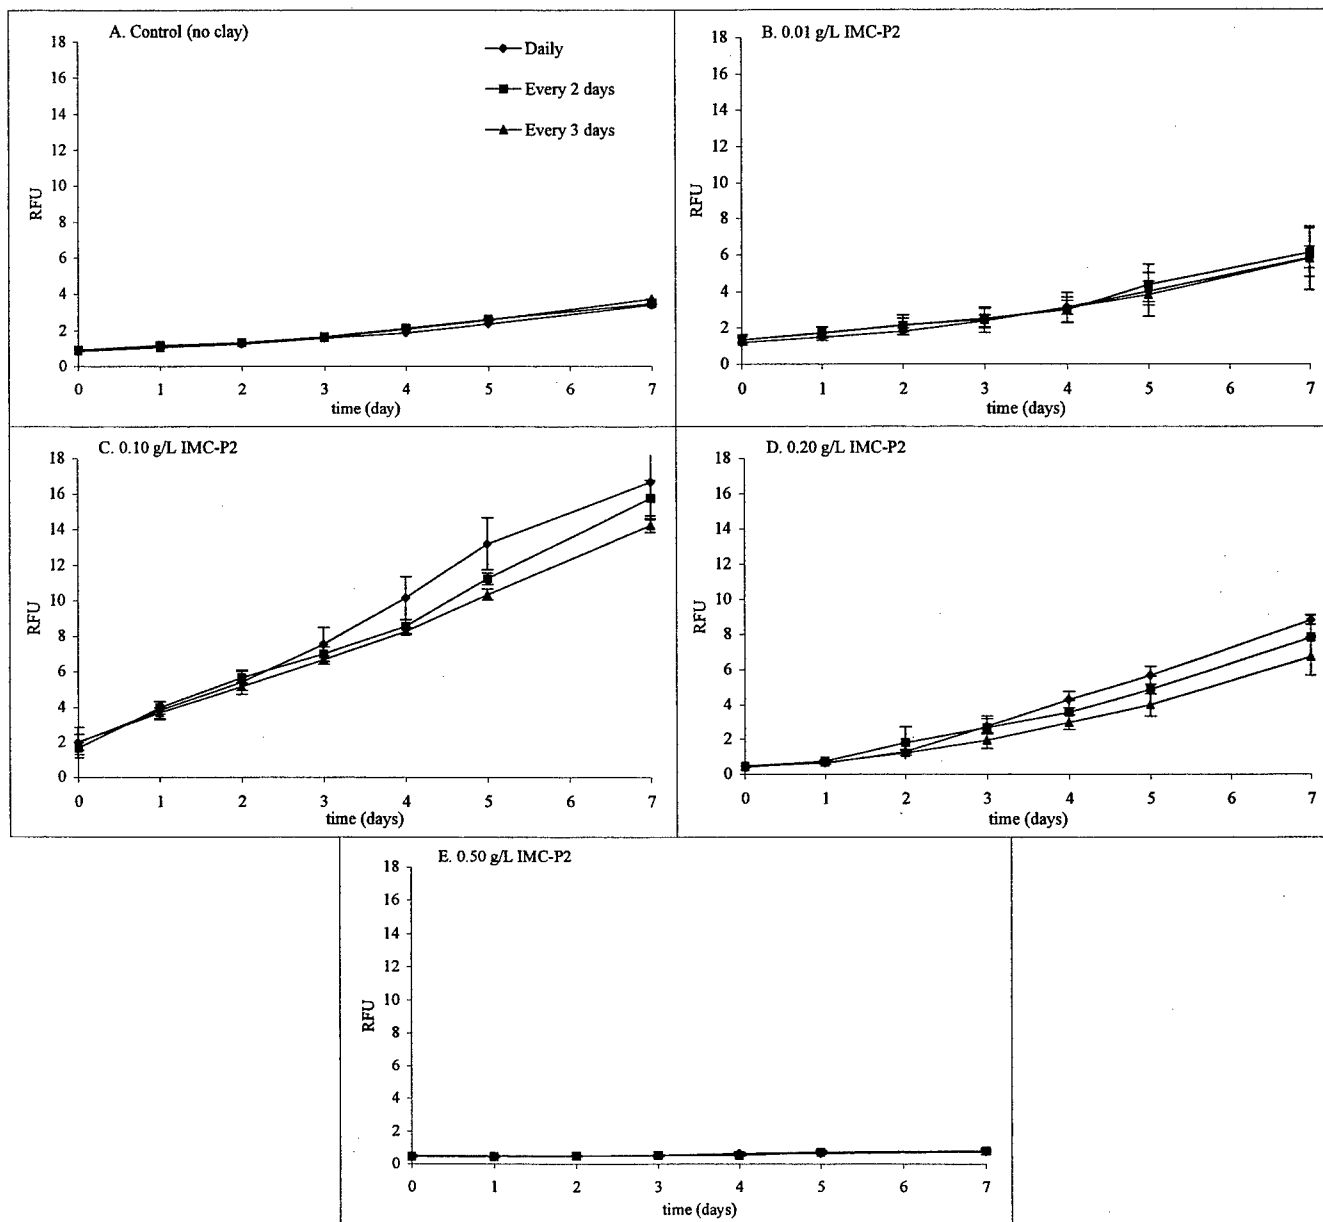 A. Control (no clay)
Daily
Every 2 days
Every 3 days
18
16
14
12
10
8
6
4
2
0
RFU
0 1 2 3 4 5 6 7
time (day)
B. 0.01 g/L IMC-P2
18
16
14
12
10
8
6
4
2
0
RFU
0 1 2 3 4 5 6 7
time (days)
C. 0.10 g/L IMC-P2
18
16
14
12
10
8
6
4
2
0
RFU
0 1 2 3 4 5 6 7
time (days)
D. 0.20 g/L IMC-P2
18
16
14
12
10
8
6
4
2
0
RFU
0 1 2 3 4 5 6 7
time (days)
E. 0.50 g/L IMC-P2
18
16
14
12
10
8
6
4
2
0
RFU
0 1 2 3 4 5 6 7
time (days)